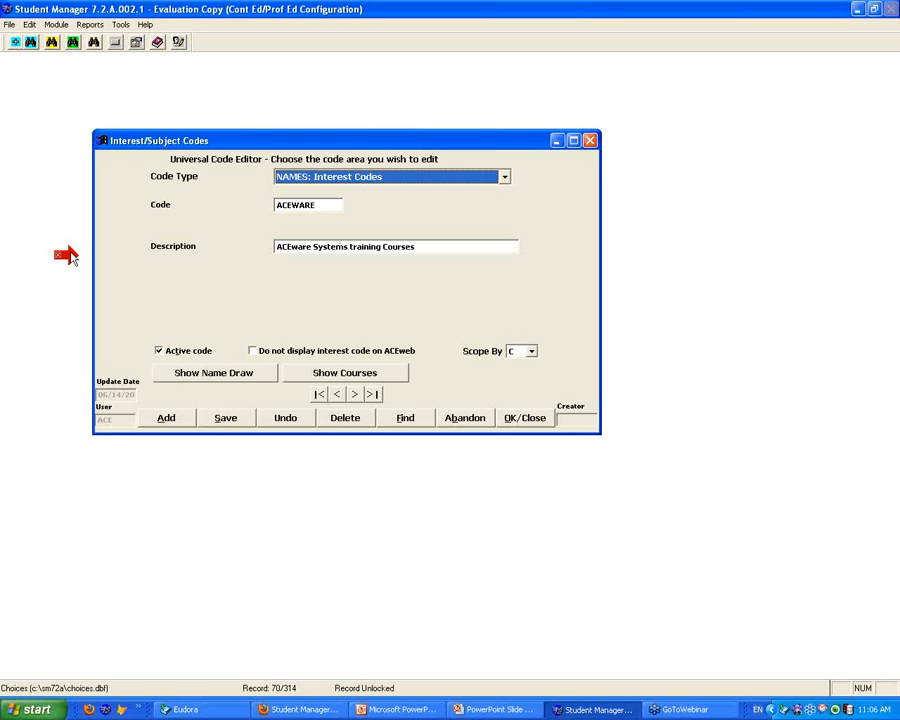 Student Manager 7.2.A.002.1 - Evaluation Copy (Cont Ed/Prof Ed Configuration)
File Edit Module Reports Tools Help
Interest/Subject Codes
Universal Code Editor - Choose the code area you wish to edit
Code Type NAMES: Interest Codes
Code ACEWARE
Description ACEware Systems training Courses
Active code Do not display interest code on ACEweb Scope By C
Show Name Draw Show Courses
Update Date
06/14/20
|< < > >|
User Creator
ACE Add Save Undo Delete Find Abandon OK/Close
Choices (c:\sm72a\choices.dbf) Record: 70/314 Record Unlocked NUM
start Eudora Student Manager... Microsoft PowerP... PowerPoint Slide ... Student Manager... GoToWebinar EN 11:06 AM